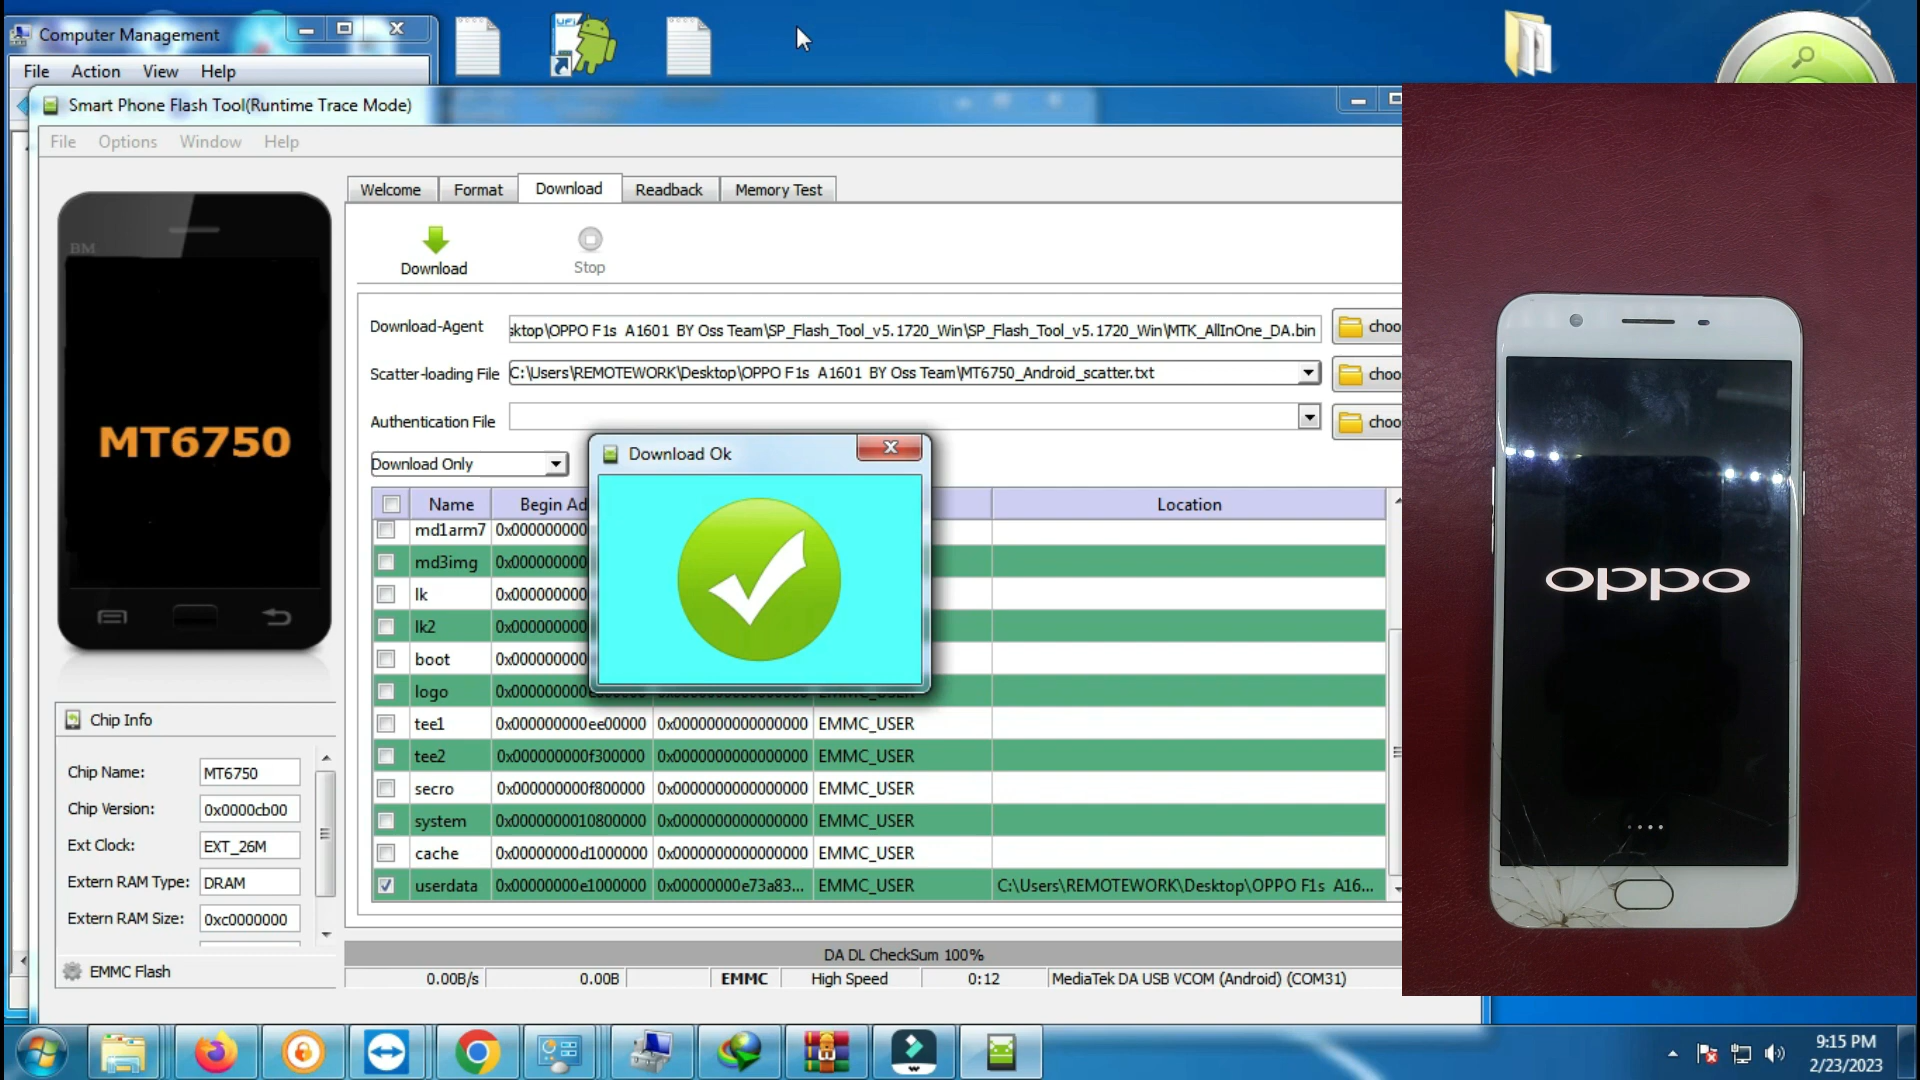 Computer Management
File Action View Help
UFi
Smart Phone Flash Tool(Runtime Trace Mode)
File Options Window Help
Welcome Format Download Readback Memory Test
Download Stop
BM
MT6750
Download-Agent sktop\OPPO F1s A1601 BY Oss Team\SP_Flash_Tool_v5.1720_Win\SP_Flash_Tool_v5.1720_Win\MTK_AllInOne_DA.bin choo
Scatter-loading File C:\Users\REMOTEWORK\Desktop\OPPO F1s A1601 BY Oss Team\MT6750_Android_scatter.txt choo
Authentication File choo
Download Only
Download Ok
Name Begin Ad Location
md1arm7 0x000000000
md3img 0x000000000
lk 0x000000000
lk2 0x000000000
boot 0x000000000
logo
tee1 0x000000000ee00000 0x0000000000000000 EMMC_USER
tee2 0x000000000f300000 0x0000000000000000 EMMC_USER
secro 0x000000000f800000 0x0000000000000000 EMMC_USER
system 0x0000000010800000 0x0000000000000000 EMMC_USER
cache 0x00000000d1000000 0x0000000000000000 EMMC_USER
userdata 0x00000000e1000000 0x00000000e73a83... EMMC_USER C:\Users\REMOTEWORK\Desktop\OPPO F1s A16...
Chip Info
Chip Name: MT6750
Chip Version: 0x0000cb00
Ext Clock: EXT_26M
Extern RAM Type: DRAM
Extern RAM Size: 0xc0000000
EMMC Flash
DA DL CheckSum 100%
0.00B/s 0.00B EMMC High Speed 0:12 MediaTek DA USB VCOM (Android) (COM31)
oppo
9:15 PM
2/23/2023